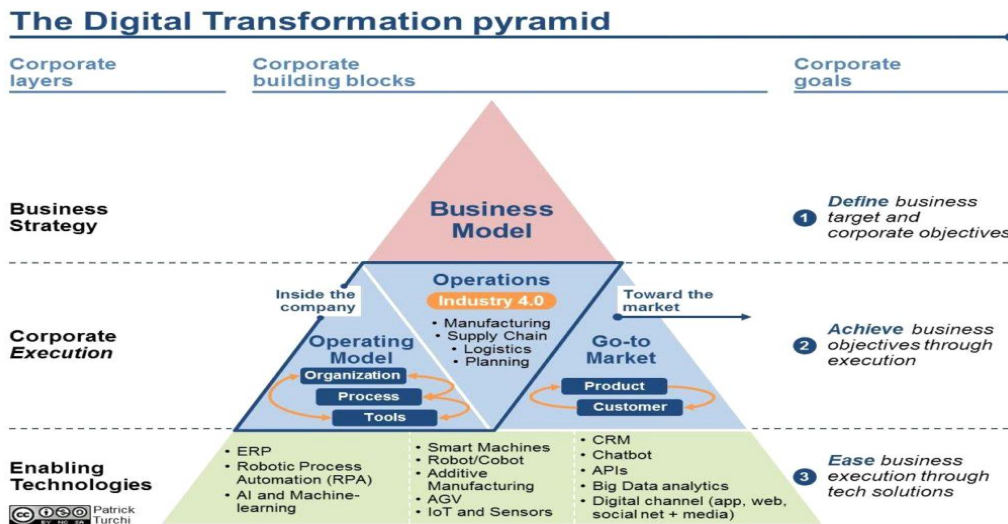 The Digital Transformation pyramid
Corporate
layers
Corporate
building blocks
Corporate
goals
Business
Strategy
Business
Model
1
Define business
target and
corporate objectives
Corporate
Execution
Inside the
company
Operations
Industry 4.0
• Manufacturing
• Supply Chain
• Logistics
• Planning
Toward the
market
Operating
Model
Organization
Process
Tools
Go-to
Market
Product
Customer
2
Achieve business
objectives through
execution
Enabling
Technologies
• ERP
• Robotic Process
Automation (RPA)
• AI and Machine-
learning
• Smart Machines
• Robot/Cobot
• Additive
Manufacturing
• AGV
• IoT and Sensors
• CRM
• Chatbot
• APIs
• Big Data analytics
• Digital channel (app, web,
social net + media)
3
Ease business
execution through
tech solutions
cc
BY NC SA
Patrick
Turchi